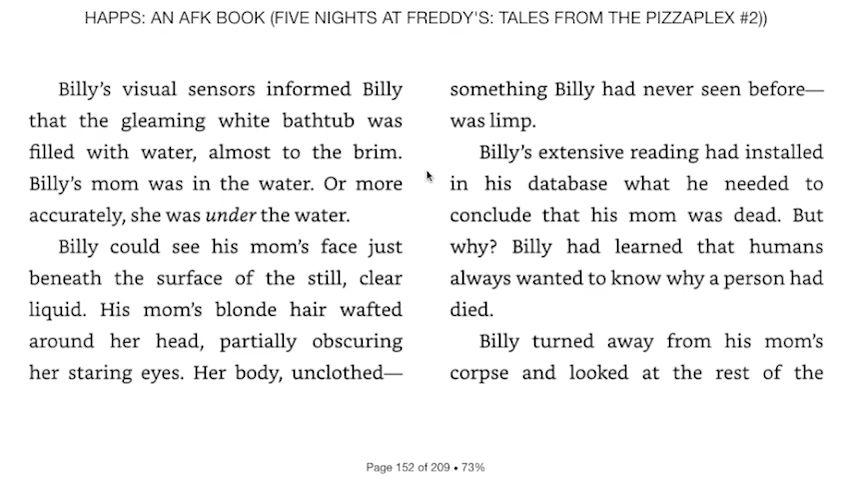 HAPPS: AN AFK BOOK (FIVE NIGHTS AT FREDDY'S: TALES FROM THE PIZZAPLEX #2))
Billy’s visual sensors informed Billy
that the gleaming white bathtub was
filled with water, almost to the brim.
Billy’s mom was in the water. Or more
accurately, she was under the water.
Billy could see his mom’s face just
beneath the surface of the still, clear
liquid. His mom’s blonde hair wafted
around her head, partially obscuring
her staring eyes. Her body, unclothed—
something Billy had never seen before—
was limp.
Billy’s extensive reading had installed
in his database what he needed to
conclude that his mom was dead. But
why? Billy had learned that humans
always wanted to know why a person had
died.
Billy turned away from his mom’s
corpse and looked at the rest of the
Page 152 of 209 • 73%